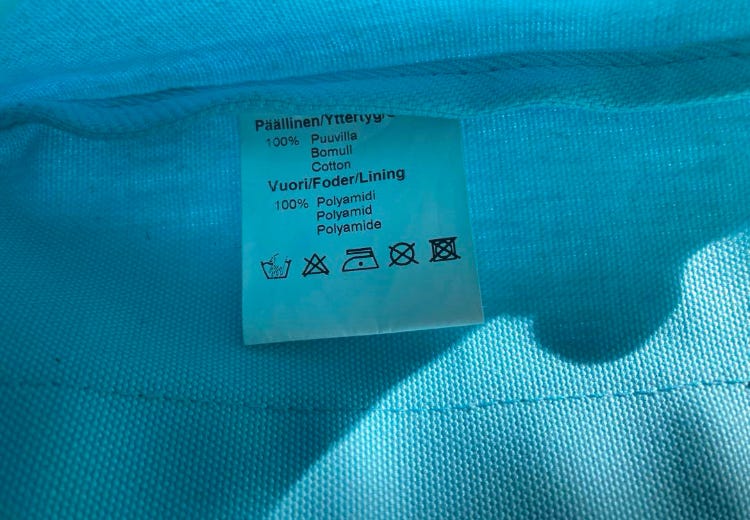 Päällinen/Yttertyg
100% Puuvilla
Bomull
Cotton
Vuori/Foder/Lining
100% Polyamidi
Polyamid
Polyamide